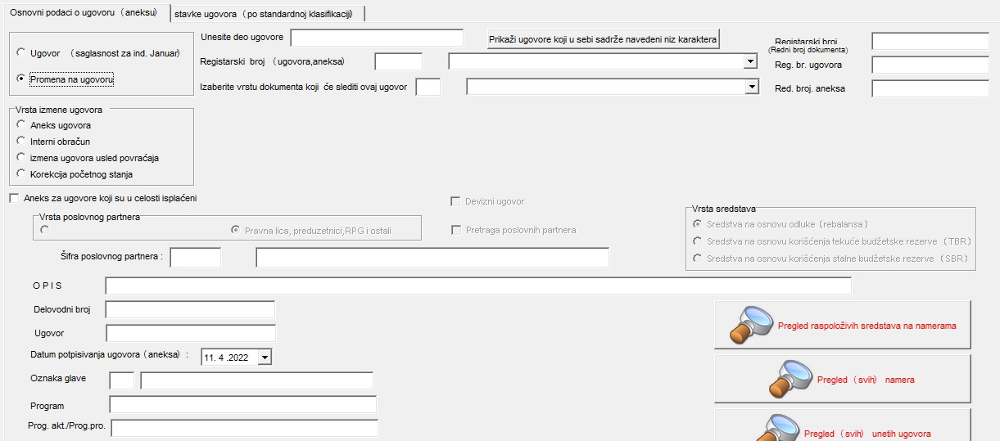 Osnovni podaci o ugovoru (aneksu)
stavke ugovora (po standardnoj klasifikaciji)
Ugovor (saglasnost za ind. Januar)
Promena na ugovoru
Unesite deo ugovore
Prikaži ugovore koji u sebi sadrže navedeni niz karaktera
Registarski broj (ugovora,aneksa)
Izaberite vrstu dokumenta koji će slediti ovaj ugovor
Registarski broj
(Redni broj dokumenta)
Reg. br. ugovora
Red. broj. aneksa
Vrsta izmene ugovora
Aneks ugovora
Interni obračun
izmena ugovora usled povraćaja
Korekcija početnog stanja
Aneks za ugovore koji su u celosti isplaćeni
Devizni ugovor
Vrsta poslovnog partnera
Pravna lica, preduzetnici,RPG i ostali
Pretraga poslovnih partnera
Vrsta sredstava
Sredstva na osnovu odluke (rebalansa)
Sredstva na osnovu korišćenja tekuće budžetske rezerve (TBR)
Sredstva na osnovu korišćenja stalne budžetske rezerve (SBR)
Šifra poslovnog partnera :
O P I S
Delovodni broj
Ugovor
Datum potpisivanja ugovora (aneksa) :
11. 4 .2022
Oznaka glave
Program
Prog. akt./Prog.pro.
Pregled raspoloživih sredstava na namerama
Pregled (svih) namera
Pregled (svih) unetih ugovora